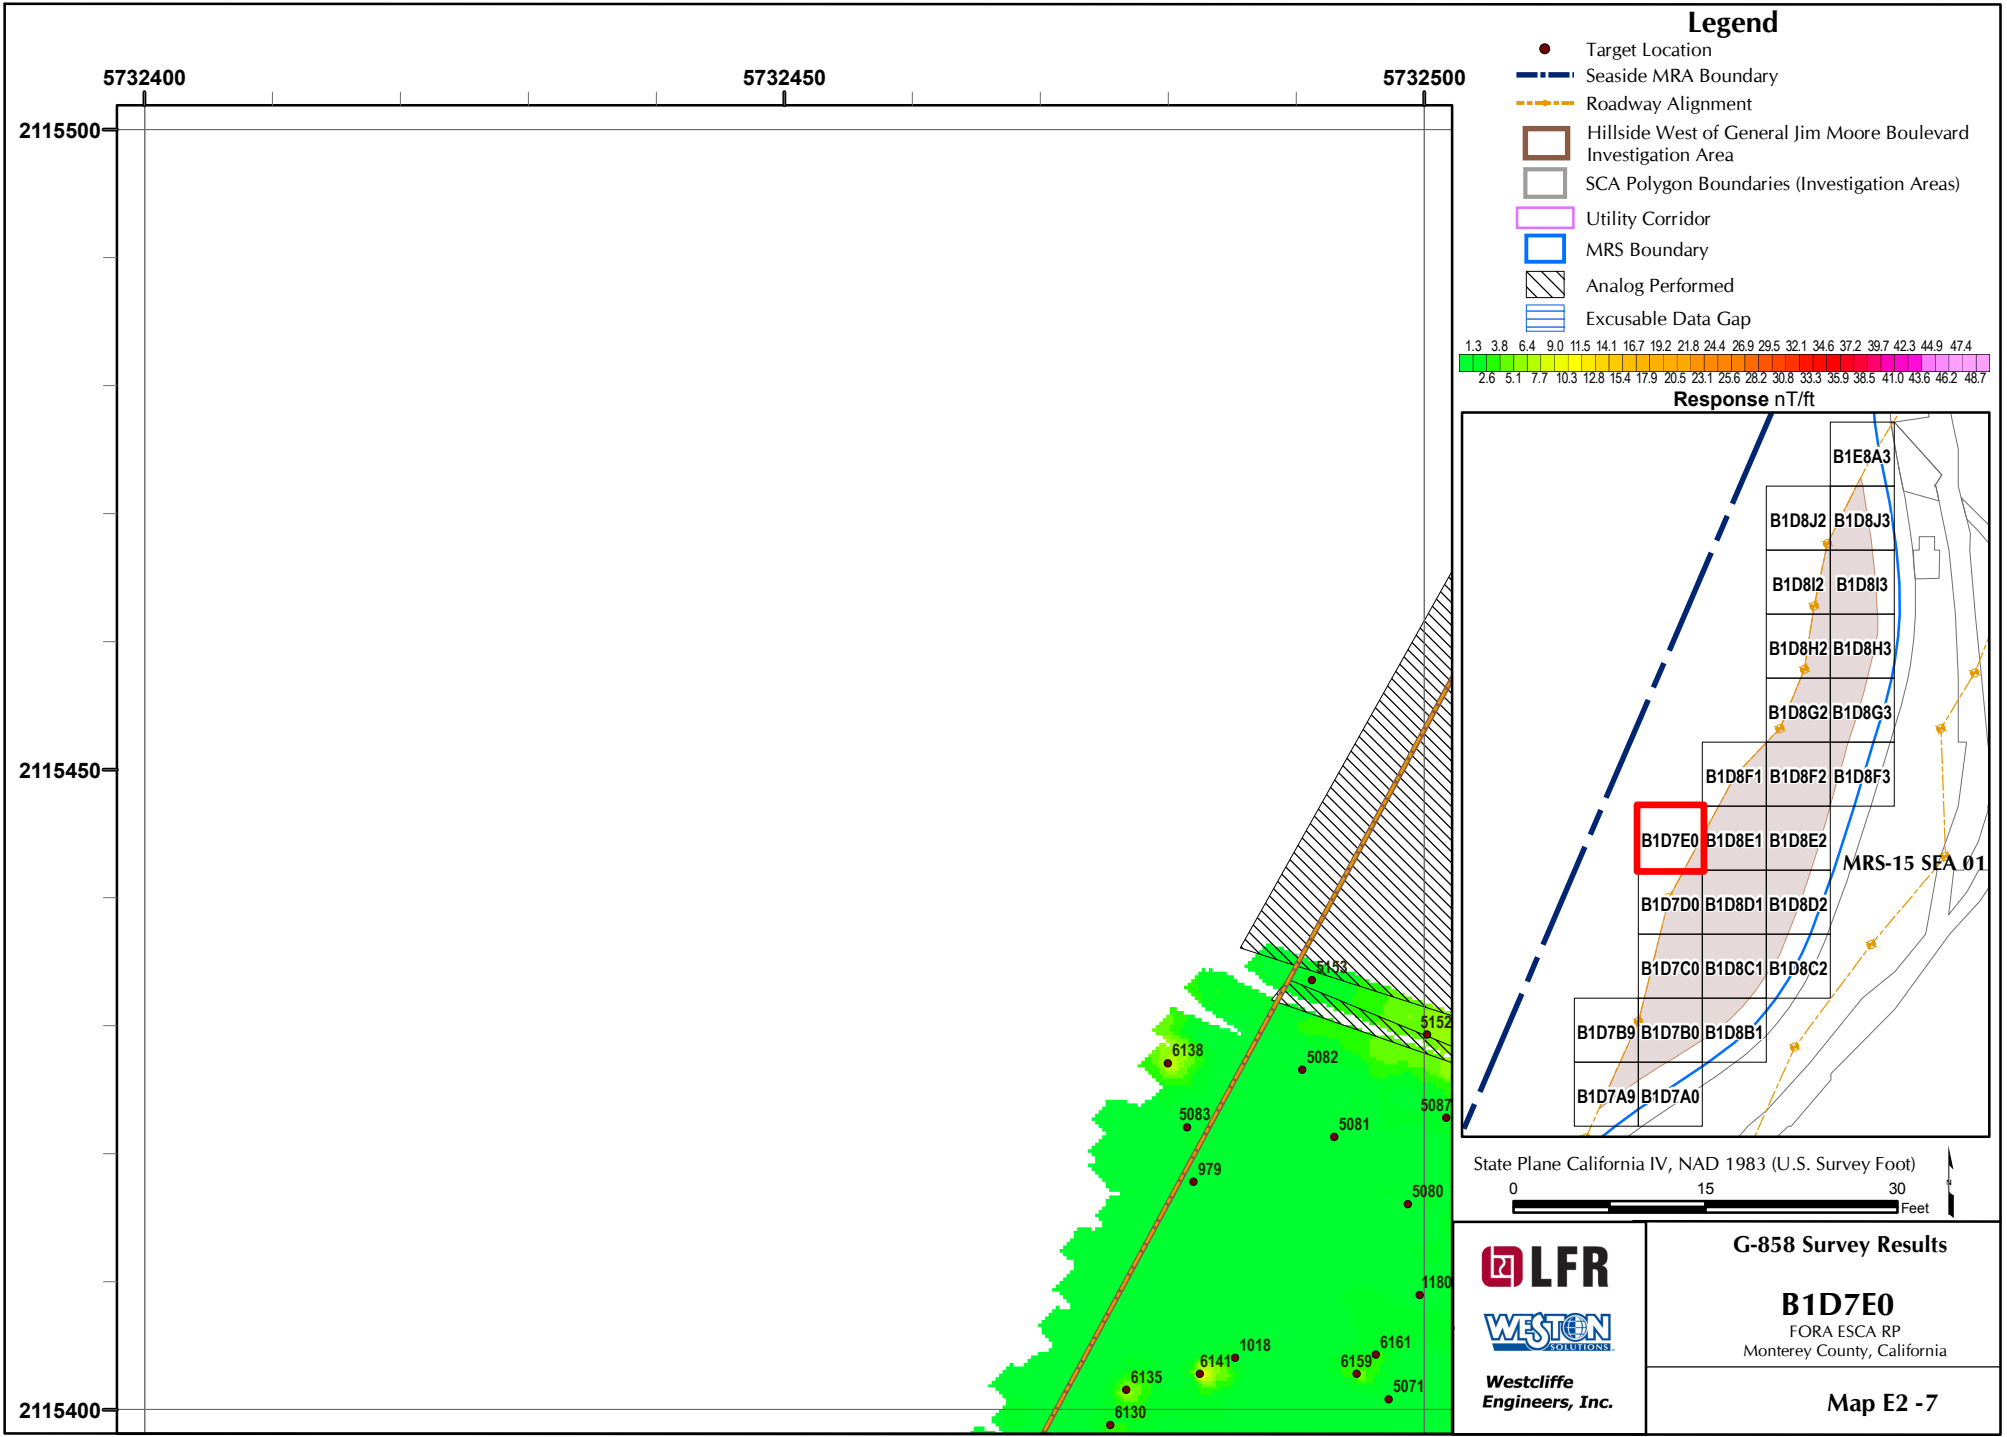 5732400
5732450
5732500
2115500
2115450
2115400
5153
5152
6138
5082
5083
5087
5081
979
5080
1180
1018
6161
6141
6159
6135
5071
6130
Legend
Target Location
Seaside MRA Boundary
Roadway Alignment
Hillside West of General Jim Moore Boulevard
Investigation Area
SCA Polygon Boundaries (Investigation Areas)
Utility Corridor
MRS Boundary
Analog Performed
Excusable Data Gap
1.3 3.8 6.4 9.0 11.5 14.1 16.7 19.2 21.8 24.4 26.9 29.5 32.1 34.6 37.2 39.7 42.3 44.9 47.4
2.6 5.1 7.7 10.3 12.8 15.4 17.9 20.5 23.1 25.6 28.2 30.8 33.3 35.9 38.5 41.0 43.6 46.2 48.7
Response nT/ft
B1E8A3
B1D8J2 B1D8J3
B1D8I2 B1D8I3
B1D8H2 B1D8H3
B1D8G2 B1D8G3
B1D8F1 B1D8F2 B1D8F3
B1D7E0 B1D8E1 B1D8E2
MRS-15 SEA 01
B1D7D0 B1D8D1 B1D8D2
B1D7C0 B1D8C1 B1D8C2
B1D7B9 B1D7B0 B1D8B1
B1D7A9 B1D7A0
State Plane California IV, NAD 1983 (U.S. Survey Foot)
0 15 30
Feet
N
LFR
WESTON
SOLUTIONS
Westcliffe
Engineers, Inc.
G-858 Survey Results
B1D7E0
FORA ESCA RP
Monterey County, California
Map E2 -7